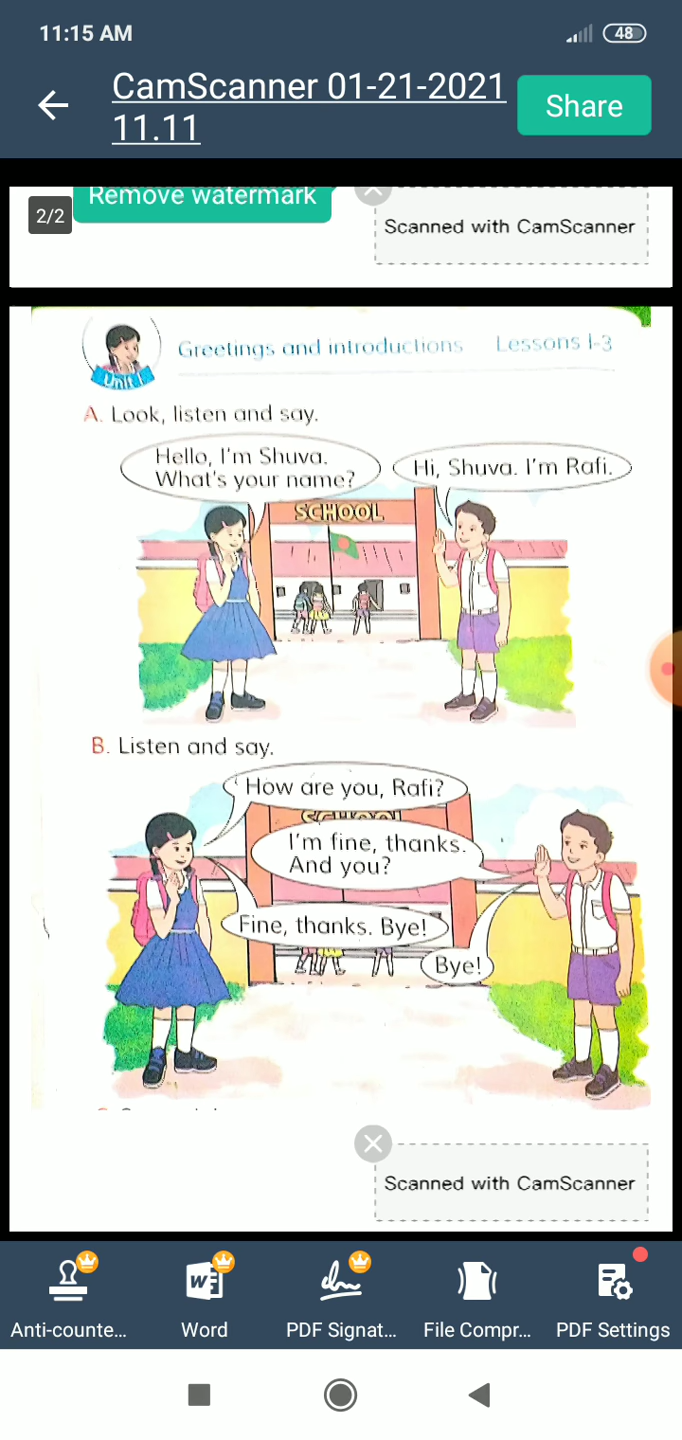 11:15 AM
48
CamScanner 01-21-2021
11.11
Share
Remove watermark
2/2
Scanned with CamScanner
Unit 1
Greetings and introductions Lessons 1-3
A. Look, listen and say.
Hello, I'm Shuva.
What's your name?
Hi, Shuva. I'm Rafi.
SCHOOL
B. Listen and say.
How are you, Rafi?
SCHOOL
I'm fine, thanks.
And you?
Fine, thanks. Bye!
Bye!
Scanned with CamScanner
Anti-counte...
Word
PDF Signat...
File Compr...
PDF Settings